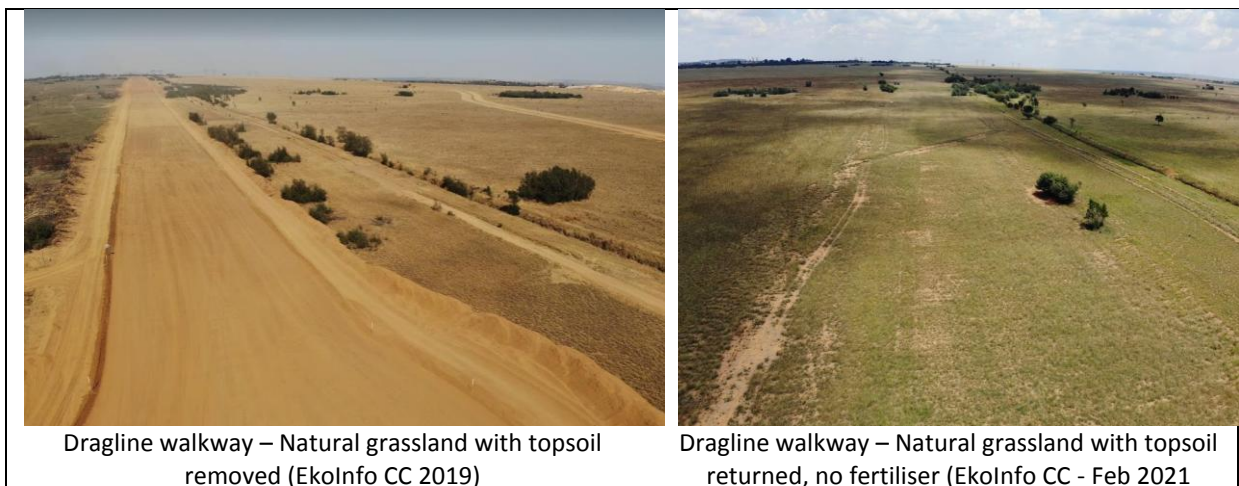 Dragline walkway – Natural grassland with topsoil
removed (EkoInfo CC 2019)
Dragline walkway – Natural grassland with topsoil
returned, no fertiliser (EkoInfo CC - Feb 2021